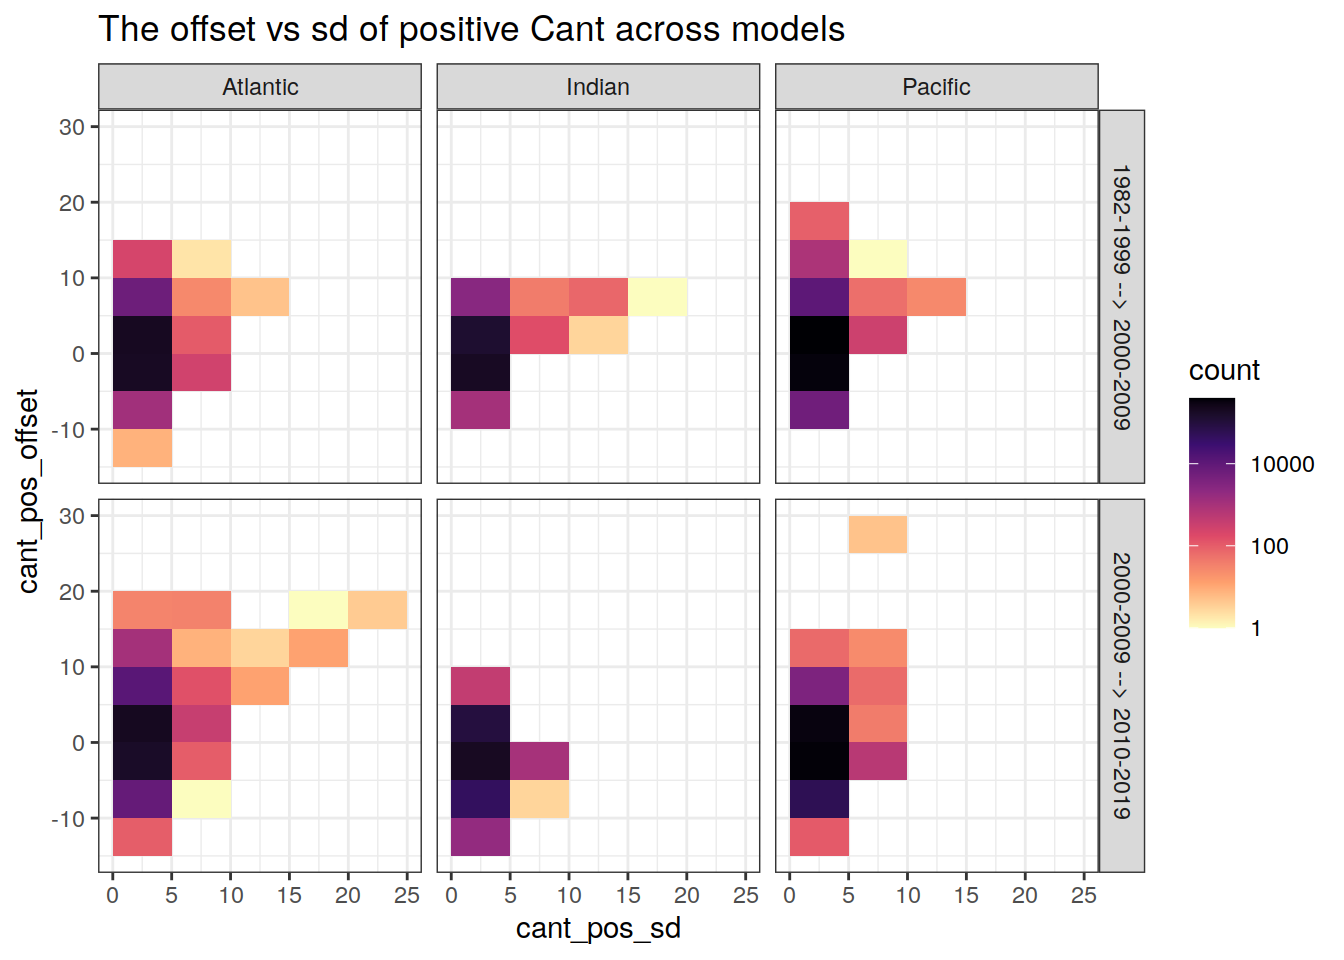 The offset vs sd of positive Cant across models
Atlantic
Indian
Pacific
30
20
10
0
-10
1982-1999 --> 2000-2009
30
20
10
0
-10
2000-2009 --> 2010-2019
cant_pos_offset
0 5 10 15 20 25
0 5 10 15 20 25
0 5 10 15 20 25
cant_pos_sd
count
10000
100
1